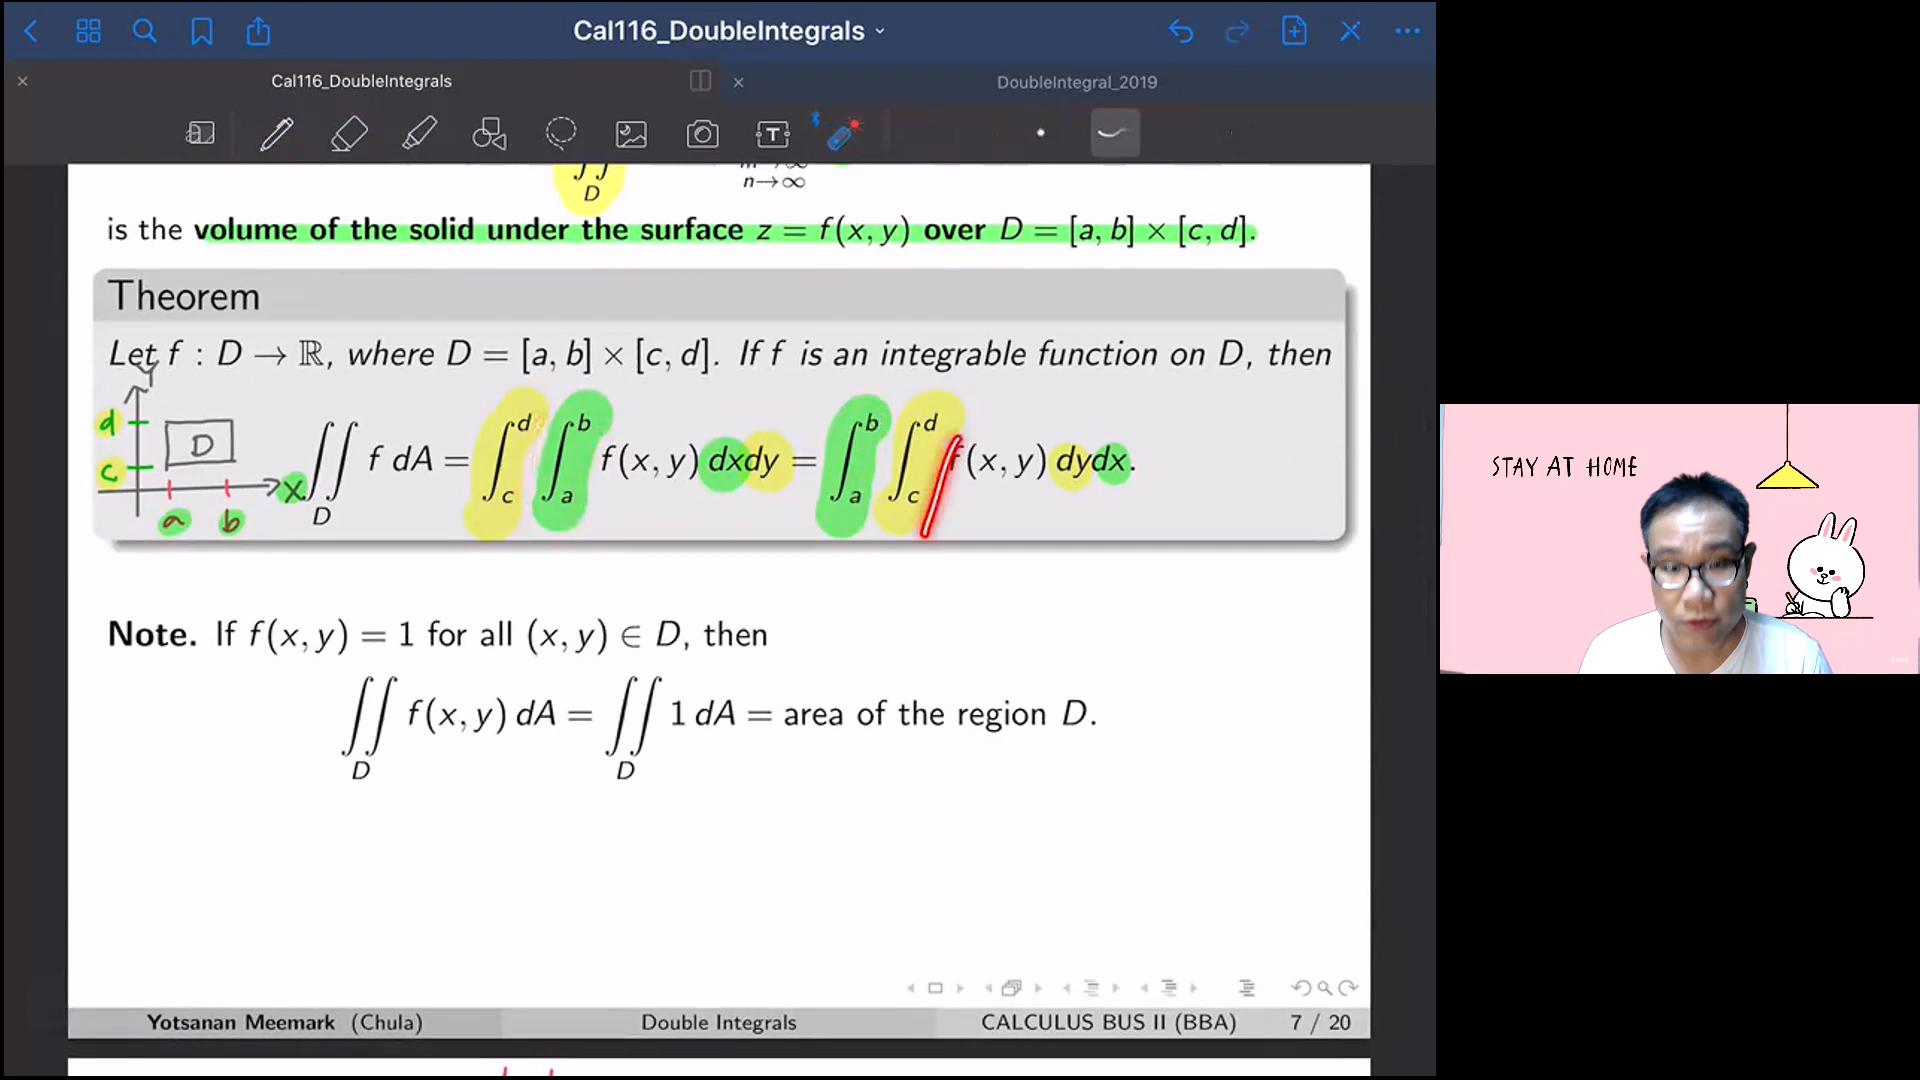 Cal116_DoubleIntegrals
Cal116_DoubleIntegrals
DoubleIntegral_2019
T
∬ D n→∞
is the volume of the solid under the surface z = f(x, y) over D = [a, b] × [c, d].
Theorem
Let f : D → ℝ, where D = [a, b] × [c, d]. If f is an integrable function on D, then
y d c D x a b
∬_D f dA = ∫_c^d ∫_a^b f(x, y) dxdy = ∫_a^b ∫_c^d f(x, y) dydx.
Note. If f(x, y) = 1 for all (x, y) ∈ D, then
∬_D f(x, y) dA = ∬_D 1 dA = area of the region D.
Yotsanan Meemark (Chula) Double Integrals CALCULUS BUS II (BBA) 7 / 20
STAY AT HOME